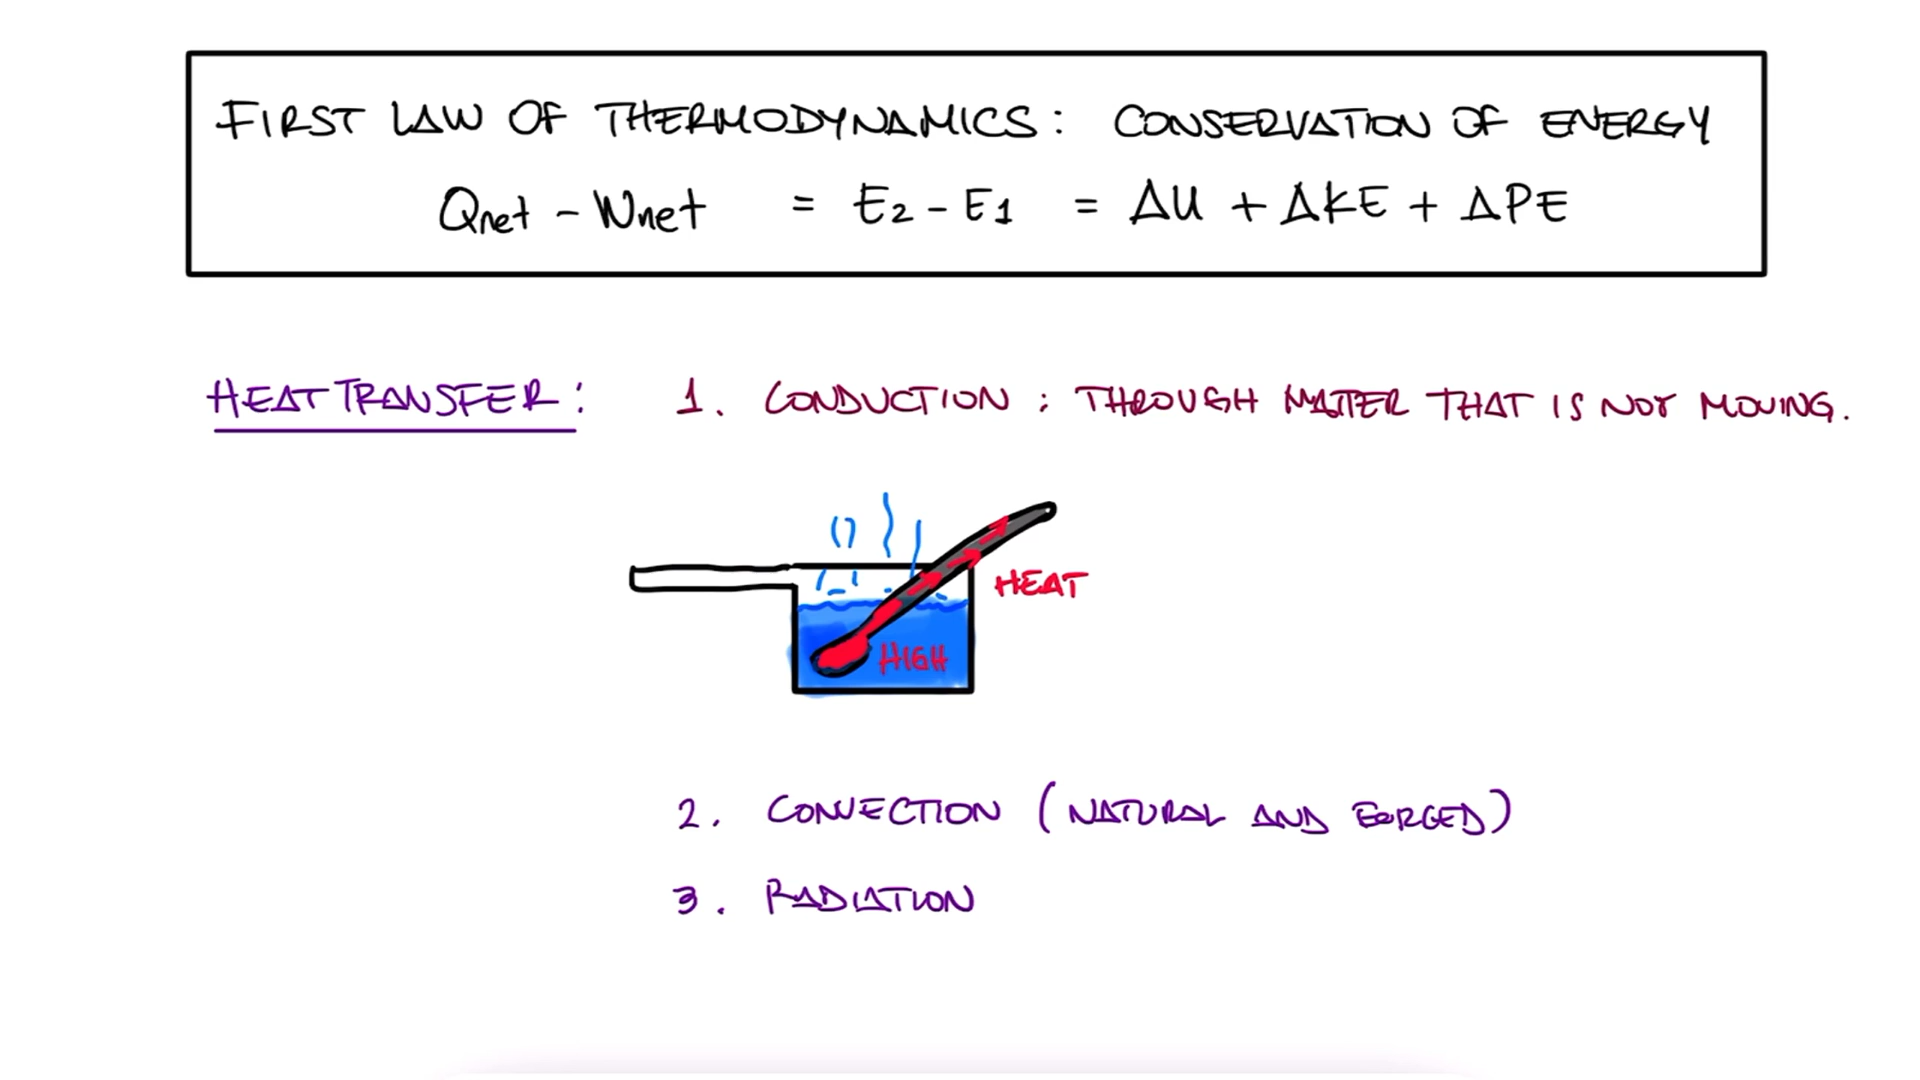 FIRST LAW OF THERMODYNAMICS: CONSERVATION OF ENERGY
Qnet - Wnet = E2 - E1 = ΔU + ΔKE + ΔPE
HEAT TRANSFER: 1. CONDUCTION: THROUGH MATTER THAT IS NOT MOVING.
HEAT
HIGH
2. CONVECTION (NATURAL AND FORCED)
3. RADIATION